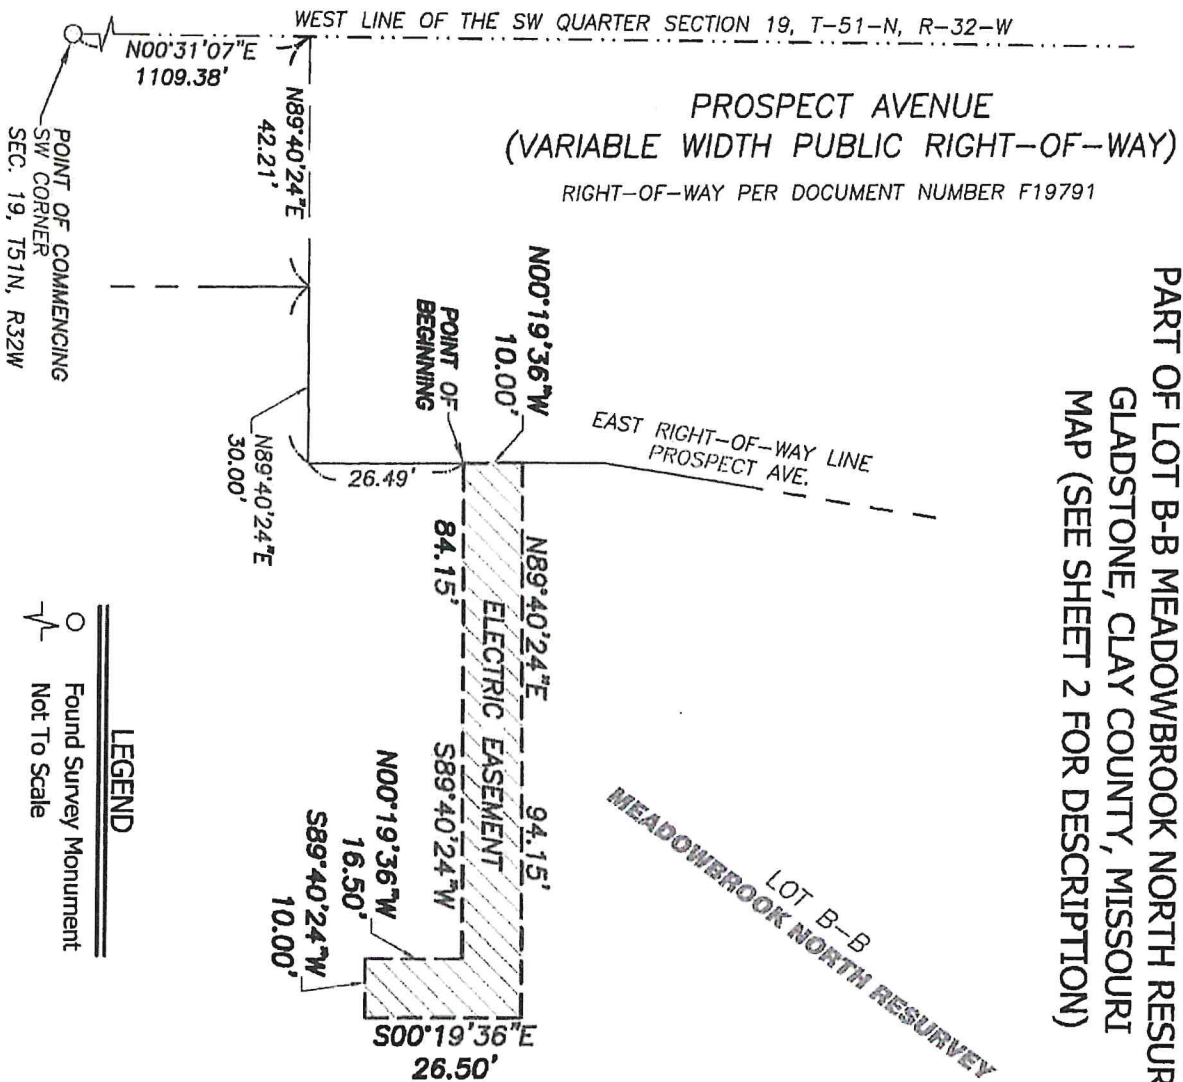 WEST LINE OF THE SW QUARTER SECTION 19, T-51-N, R-32-W
N00°31'07"E
1109.38'
POINT OF COMMENCING
SW CORNER
SEC. 19, T51N, R32W
N89°40'24"E
42.21'
PROSPECT AVENUE
(VARIABLE WIDTH PUBLIC RIGHT-OF-WAY)
RIGHT-OF-WAY PER DOCUMENT NUMBER F19791
PART OF LOT B-B MEADOWBROOK NORTH
GLADSTONE, CLAY COUNTY, MISSOURI
MAP (SEE SHEET 2 FOR DESCRIPTION)
N00°19'36"W
10.00'
POINT OF
BEGINNING
EAST RIGHT-OF-WAY LINE
PROSPECT AVE.
N89°40'24"E
30.00'
26.49'
N89°40'24"E 94.15'
ELECTRIC EASEMENT
84.15' S89°40'24"W
N00°19'36"W
16.50'
S89°40'24"W
10.00'
S00°19'36"E
26.50'
LOT B-B
MEADOWBROOK NORTH RESURVEY
LEGEND
Found Survey Monument
Not To Scale